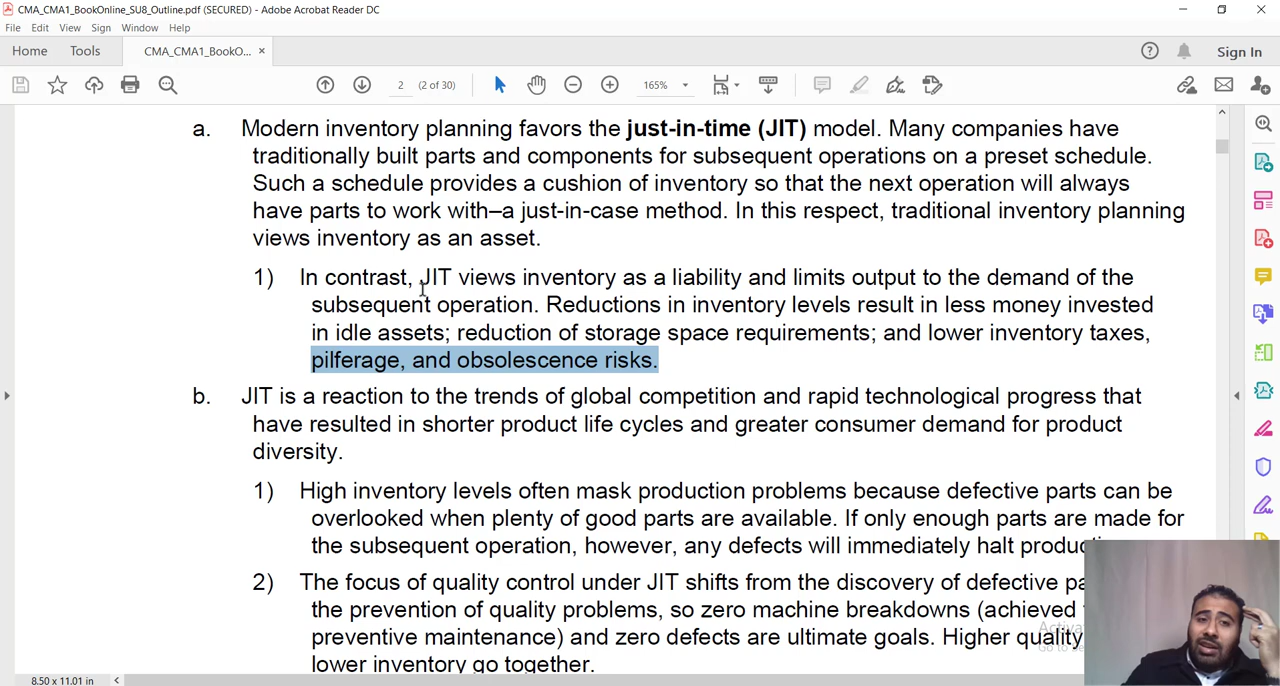 CMA_CMA1_BookOnline_SU8_Outline.pdf (SECURED) - Adobe Acrobat Reader DC
File Edit View Sign Window Help
Home Tools CMA_CMA1_BookO... × Sign In
2 (2 of 30) 165%
a. Modern inventory planning favors the just-in-time (JIT) model. Many companies have
traditionally built parts and components for subsequent operations on a preset schedule.
Such a schedule provides a cushion of inventory so that the next operation will always
have parts to work with–a just-in-case method. In this respect, traditional inventory planning
views inventory as an asset.
1) In contrast, JIT views inventory as a liability and limits output to the demand of the
subsequent operation. Reductions in inventory levels result in less money invested
in idle assets; reduction of storage space requirements; and lower inventory taxes,
pilferage, and obsolescence risks.
b. JIT is a reaction to the trends of global competition and rapid technological progress that
have resulted in shorter product life cycles and greater consumer demand for product
diversity.
1) High inventory levels often mask production problems because defective parts can be
overlooked when plenty of good parts are available. If only enough parts are made for
the subsequent operation, however, any defects will immediately halt
2) The focus of quality control under JIT shifts from the discovery of defective
the prevention of quality problems, so zero machine breakdowns (achieved
preventive maintenance) and zero defects are ultimate goals. Higher quality
lower inventory go together.
8.50 x 11.01 in